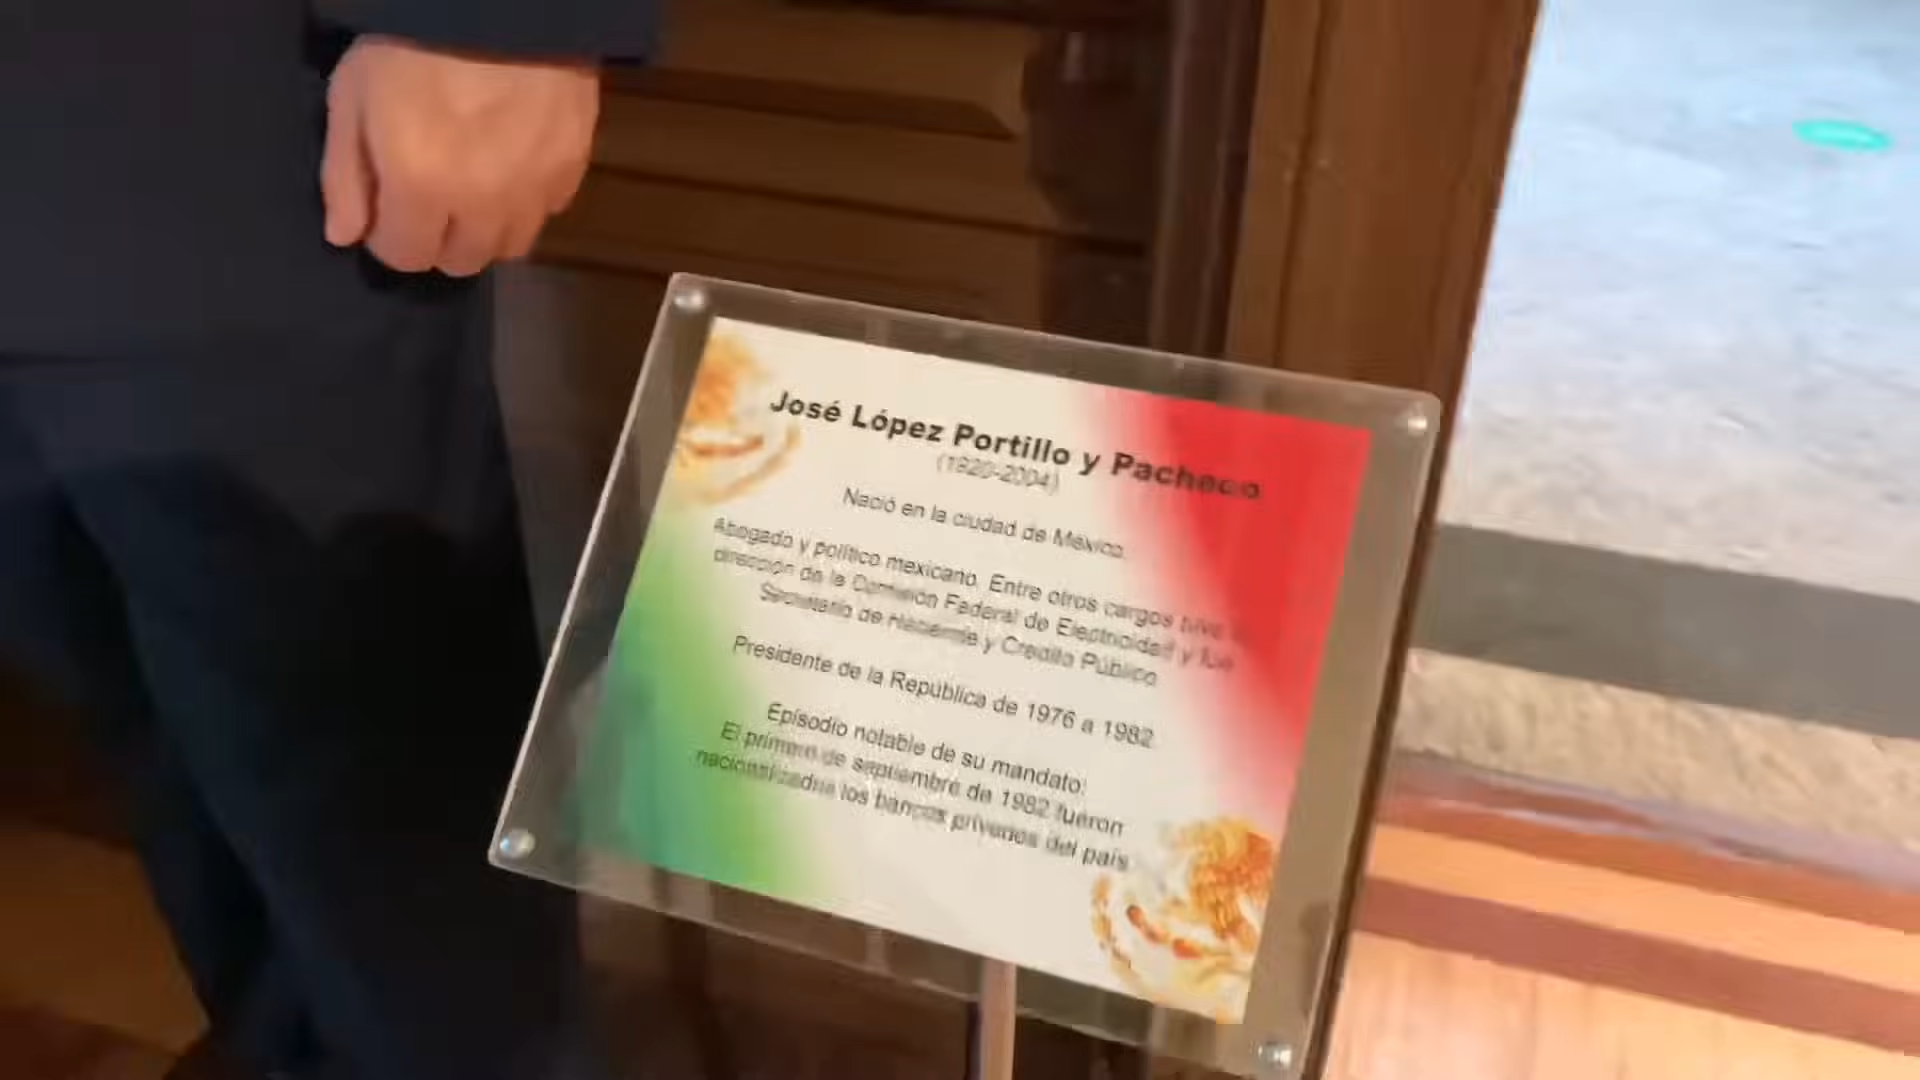 José López Portillo y Pacheco
(1920-2004)
Nació en la ciudad de México.
Abogado y político mexicano. Entre otros cargos tuvo
dirección de la Comisión Federal de Electricidad y fue
Secretario de Hacienda y Crédito Público
Presidente de la República de 1976 a 1982
Episodio notable de su mandato:
El primero de septiembre de 1982 fueron
nacionalizados los bancos privados del país